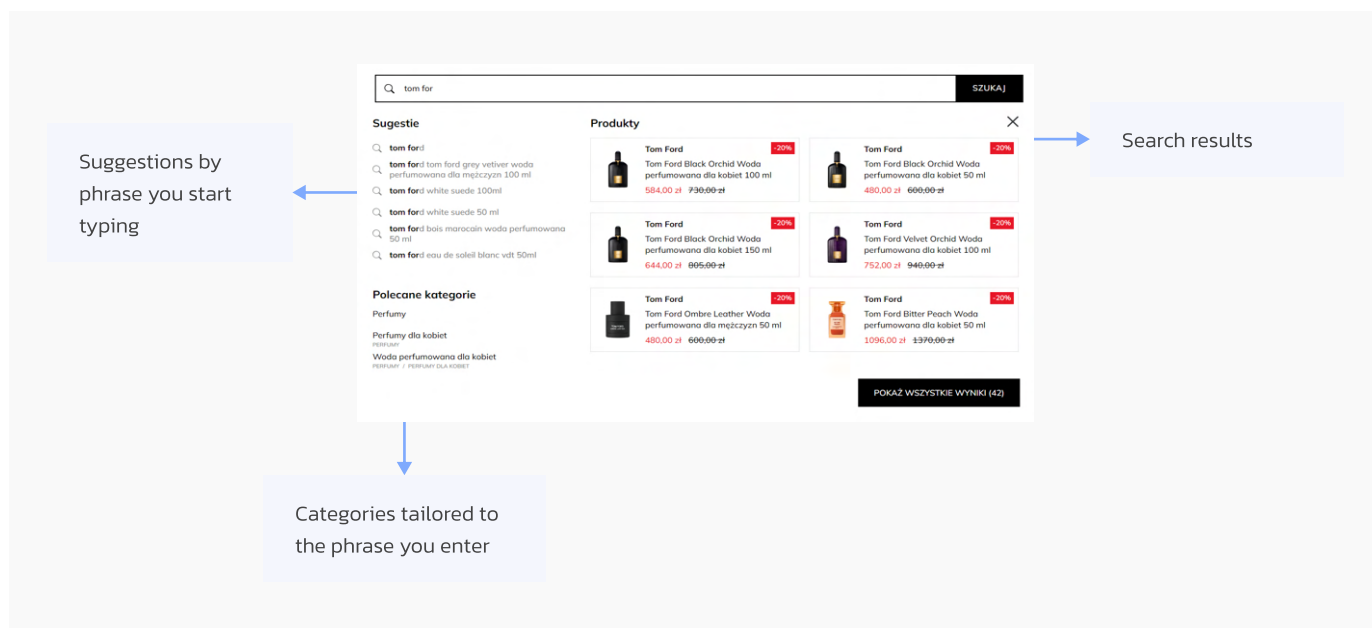 tom for
SZUKAJ
Suggestions by
phrase you start
typing
Sugestie
tom ford
tom ford tom ford grey vetiver woda
perfumowana dla mężczyzn 100 ml
tom ford white suede 100ml
tom ford white suede 50 ml
tom ford bois marocain woda perfumowana
50 ml
tom ford eau de soleil blanc vdt 50ml
Polecane kategorie
Perfumy
Perfumy dla kobiet
PERFUMY
Woda perfumowana dla kobiet
PERFUMY / PERFUMY DLA KOBIET
Produkty
Tom Ford
-20%
Tom Ford Black Orchid Woda
perfumowana dla kobiet 100 ml
584,00 zł 730,00 zł
Tom Ford
-20%
Tom Ford Black Orchid Woda
perfumowana dla kobiet 50 ml
480,00 zł 600,00 zł
Tom Ford
-20%
Tom Ford Black Orchid Woda
perfumowana dla kobiet 150 ml
644,00 zł 805,00 zł
Tom Ford
-20%
Tom Ford Velvet Orchid Woda
perfumowana dla kobiet 100 ml
752,00 zł 940,00 zł
Tom Ford
-20%
Tom Ford Ombre Leather Woda
perfumowana dla mężczyzn 50 ml
480,00 zł 600,00 zł
Tom Ford
-20%
Tom Ford Bitter Peach Woda
perfumowana dla kobiet 50 ml
1096,00 zł 1370,00 zł
POKAŻ WSZYSTKIE WYNIKI (42)
Search results
Categories tailored to
the phrase you enter